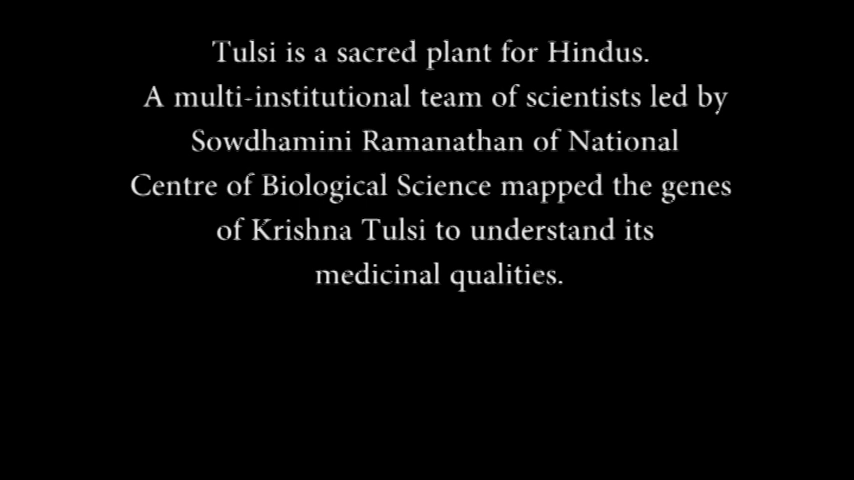 Tulsi is a sacred plant for Hindus.
A multi-institutional team of scientists led by
Sowdhamini Ramanathan of National
Centre of Biological Science mapped the genes
of Krishna Tulsi to understand its
medicinal qualities.